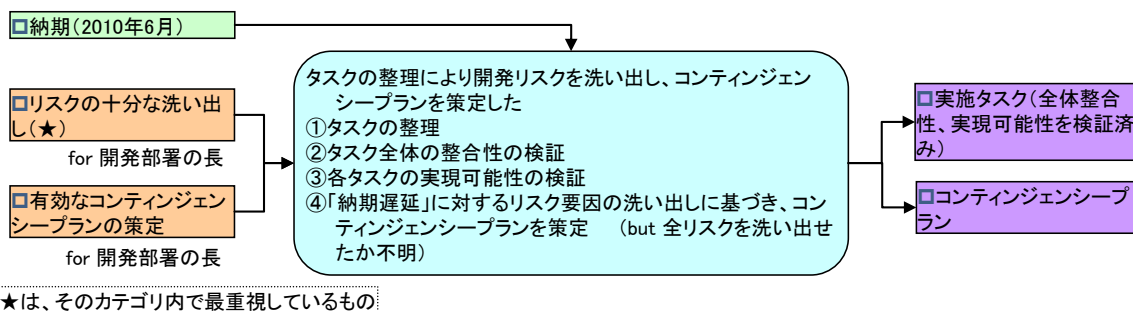 納期(2010年6月)
タスクの整理により開発リスクを洗い出し、コンティンジェン
シープランを策定した
①タスクの整理
②タスク全体の整合性の検証
③各タスクの実現可能性の検証
④「納期遅延」に対するリスク要因の洗い出しに基づき、コン
ティンジェンシープランを策定 (but 全リスクを洗い出せ
たか不明)
リスクの十分な洗い出
し(★)
for 開発部署の長
有効なコンティンジェン
シープランの策定
for 開発部署の長
実施タスク(全体整合
性、実現可能性を検証済
み)
コンティンジェンシープ
ラン
★は、そのカテゴリ内で最重視しているもの